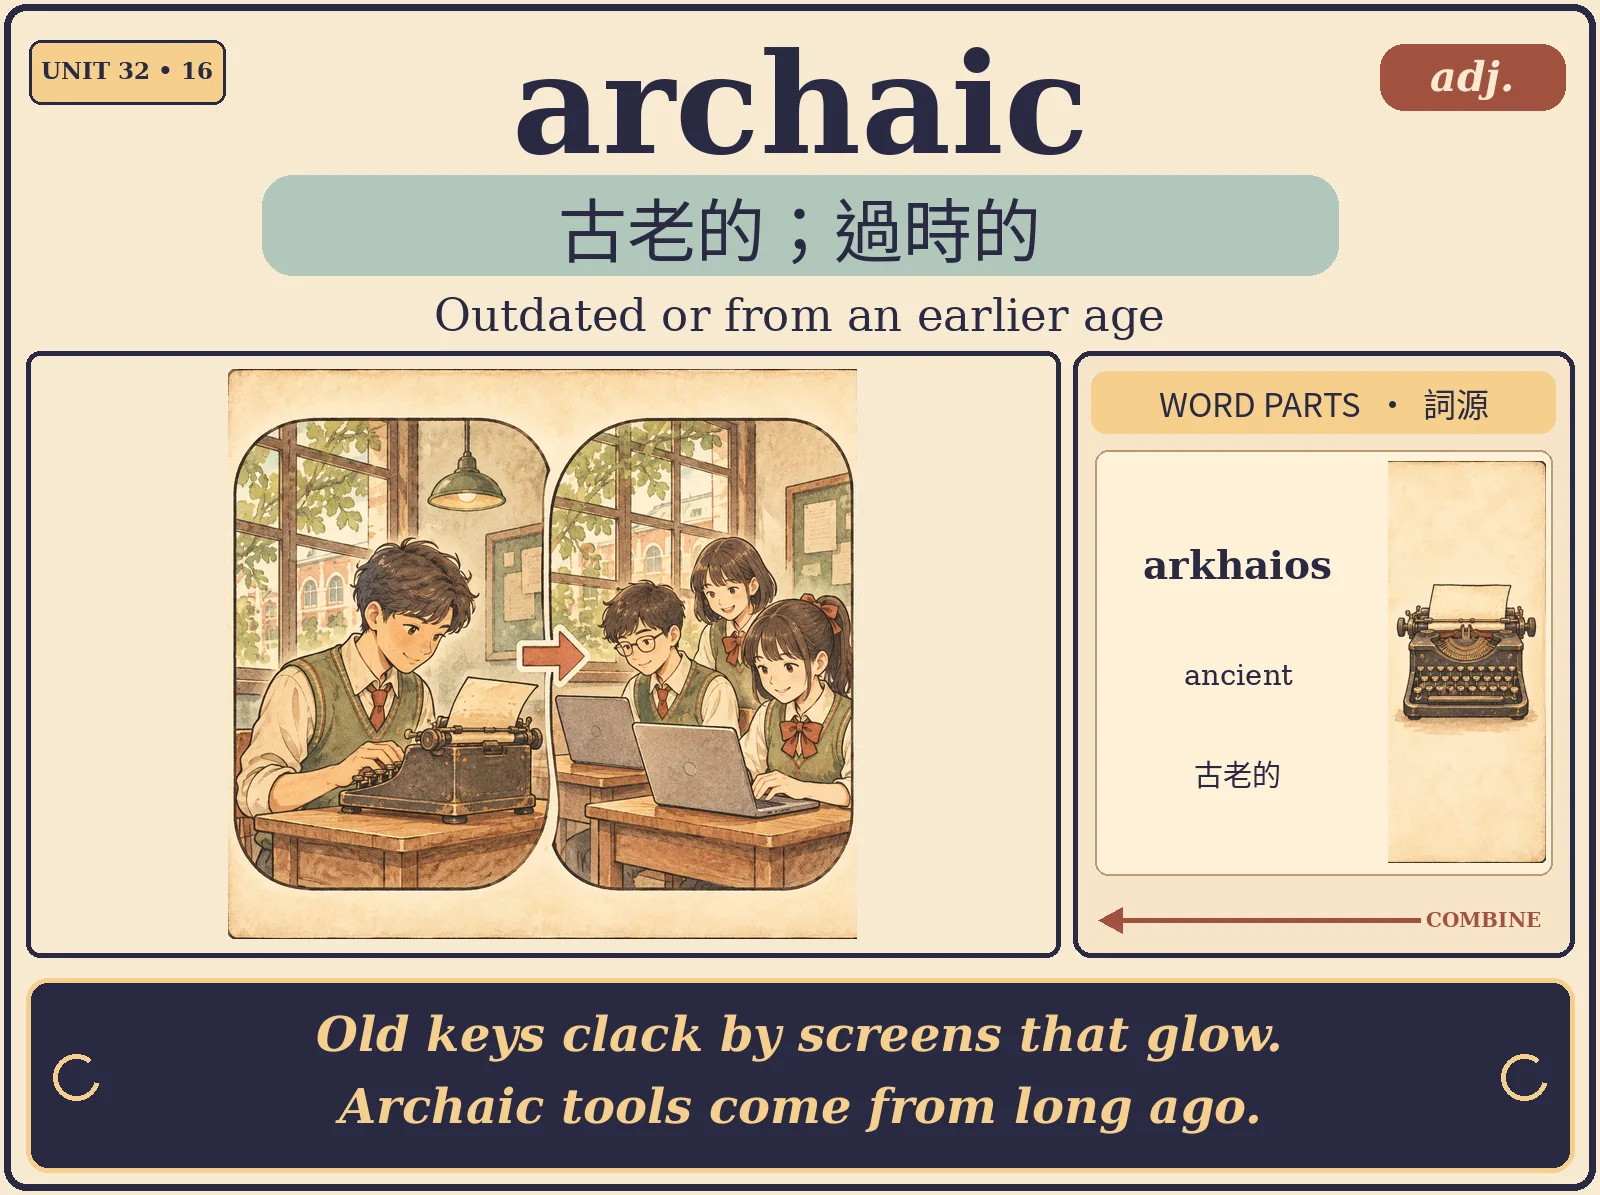 UNIT 32 • 16
archaic
adj.
古老的；過時的
Outdated or from an earlier age
WORD PARTS ・ 詞源
arkhaios
ancient
古老的
COMBINE
Old keys clack by screens that glow.
Archaic tools come from long ago.